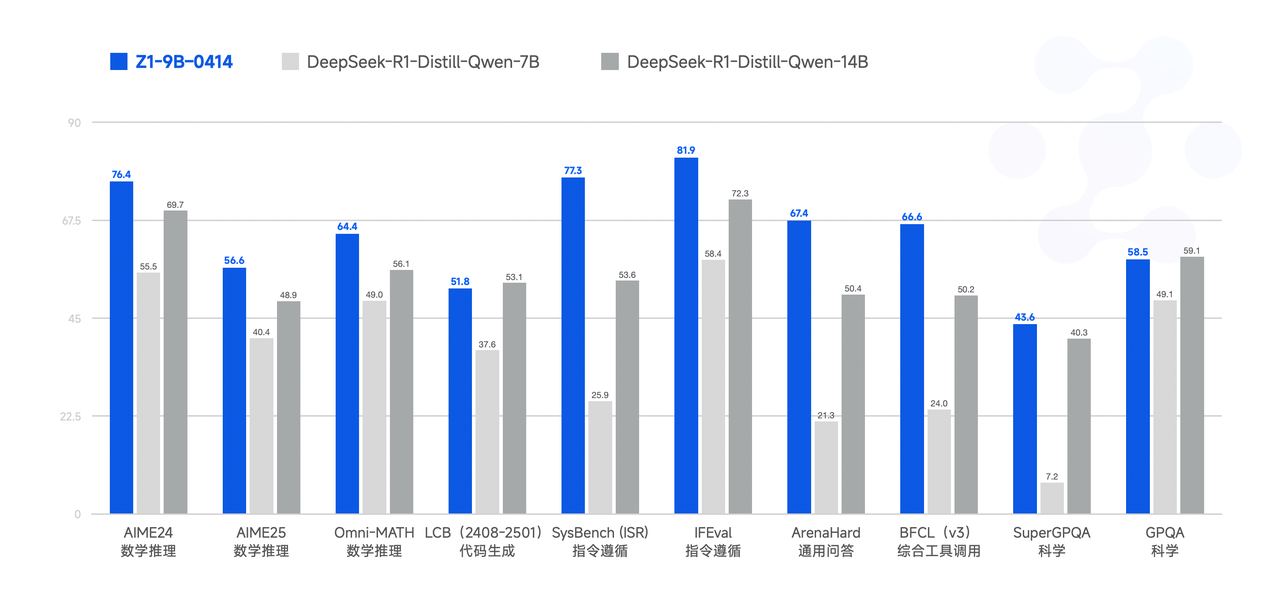 Z1-9B-0414 DeepSeek-R1-Distill-Qwen-7B DeepSeek-R1-Distill-Qwen-14B
90
67.5
45
22.5
0
76.4 55.5 69.7
56.6 40.4 48.9
64.4 49.0 56.1
51.8 37.6 53.1
77.3 25.9 53.6
81.9 58.4 72.3
67.4 21.3 50.4
66.6 24.0 50.2
43.6 7.2 40.3
58.5 49.1 59.1
AIME24 AIME25 Omni-MATH LCB（2408-2501） SysBench (ISR) IFEval ArenaHard BFCL（v3） SuperGPQA GPQA
数学推理 数学推理 数学推理 代码生成 指令遵循 指令遵循 通用问答 综合工具调用 科学 科学